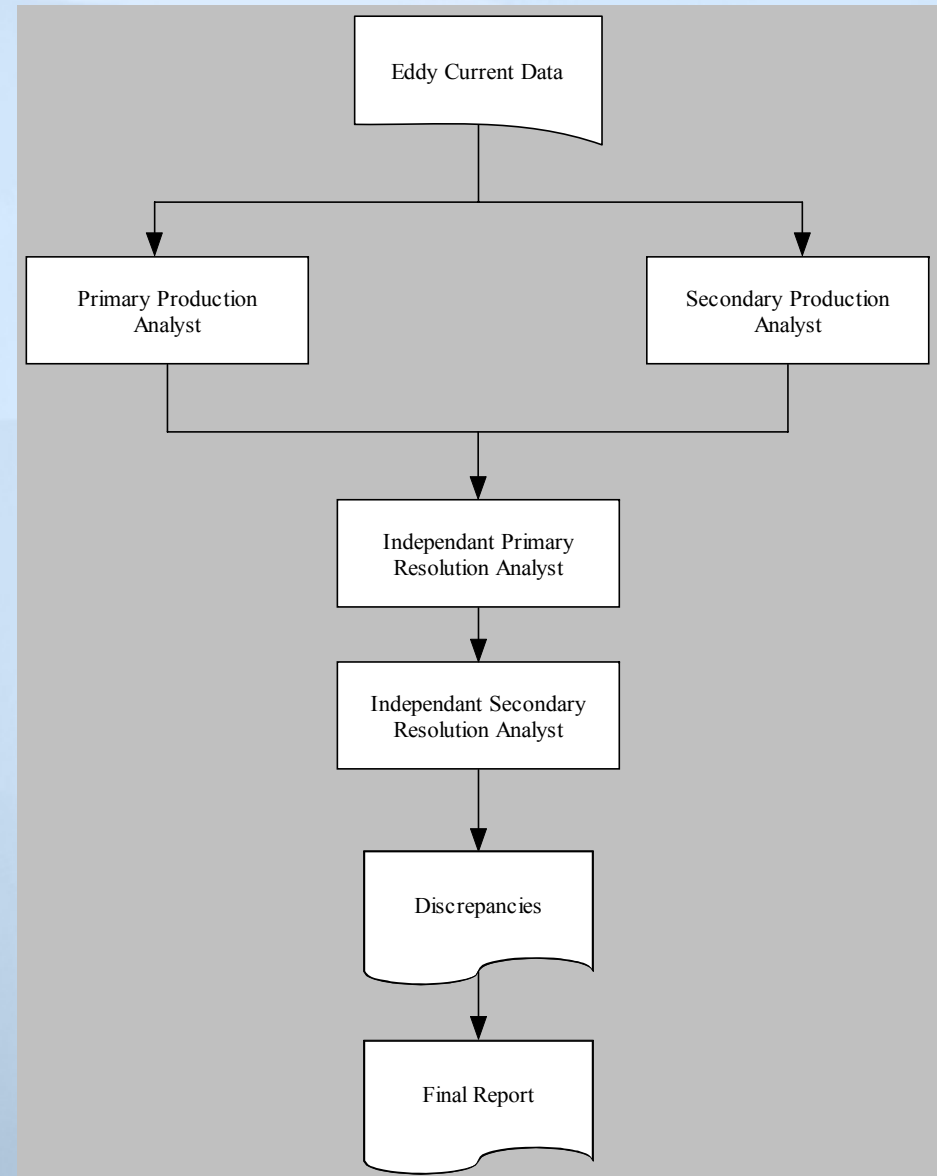 Eddy Current Data
Primary Production
Analyst
Secondary Production
Analyst
Independant Primary
Resolution Analyst
Independant Secondary
Resolution Analyst
Discrepancies
Final Report